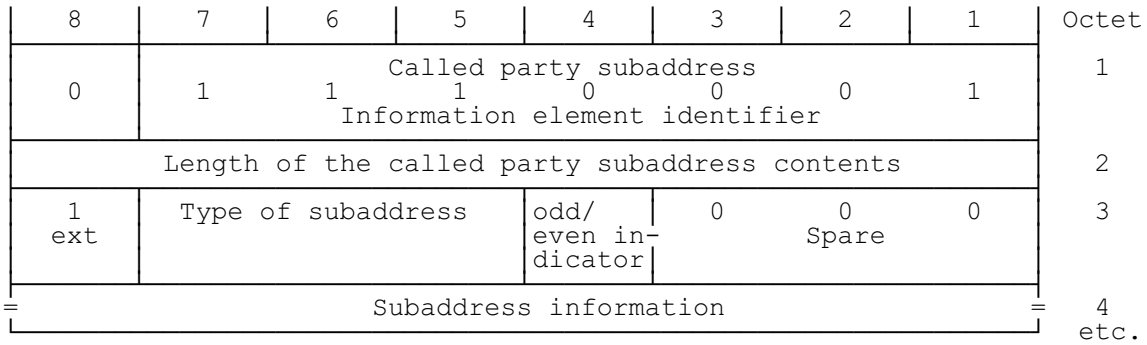 8 7 6 5 4 3 2 1 Octet
Called party subaddress 1
0 1 1 1 0 0 0 1
Information element identifier
Length of the called party subaddress contents 2
1 Type of subaddress odd/ 0 0 0 3
ext even in- Spare
dicator
= Subaddress information = 4
etc.